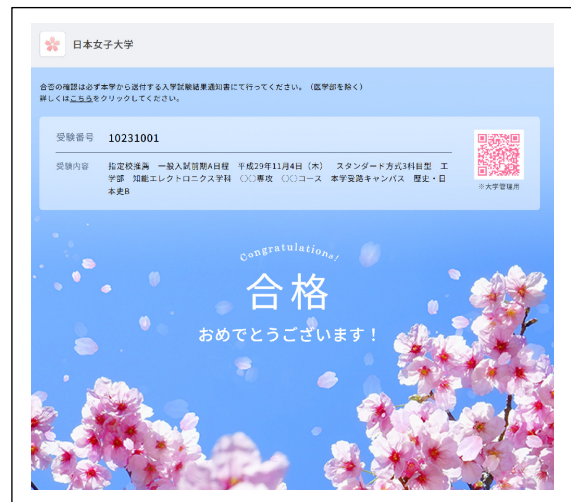 日本女子大学
合否の確認は必ず本学から送付する入学試験結果通知書にて行ってください。（医学部を除く）
詳しくはこちらをクリックしてください。
受験番号 10231001
受験内容 指定校推薦 一般入試前期A日程 平成29年11月4日（木） スタンダード方式3科目型 工
学部 知能エレクトロニクス学科 〇〇専攻 〇〇コース 本学受路キャンパス 歴史・日
本史B
※大学管理用
Congratulations!
合格
おめでとうございます！